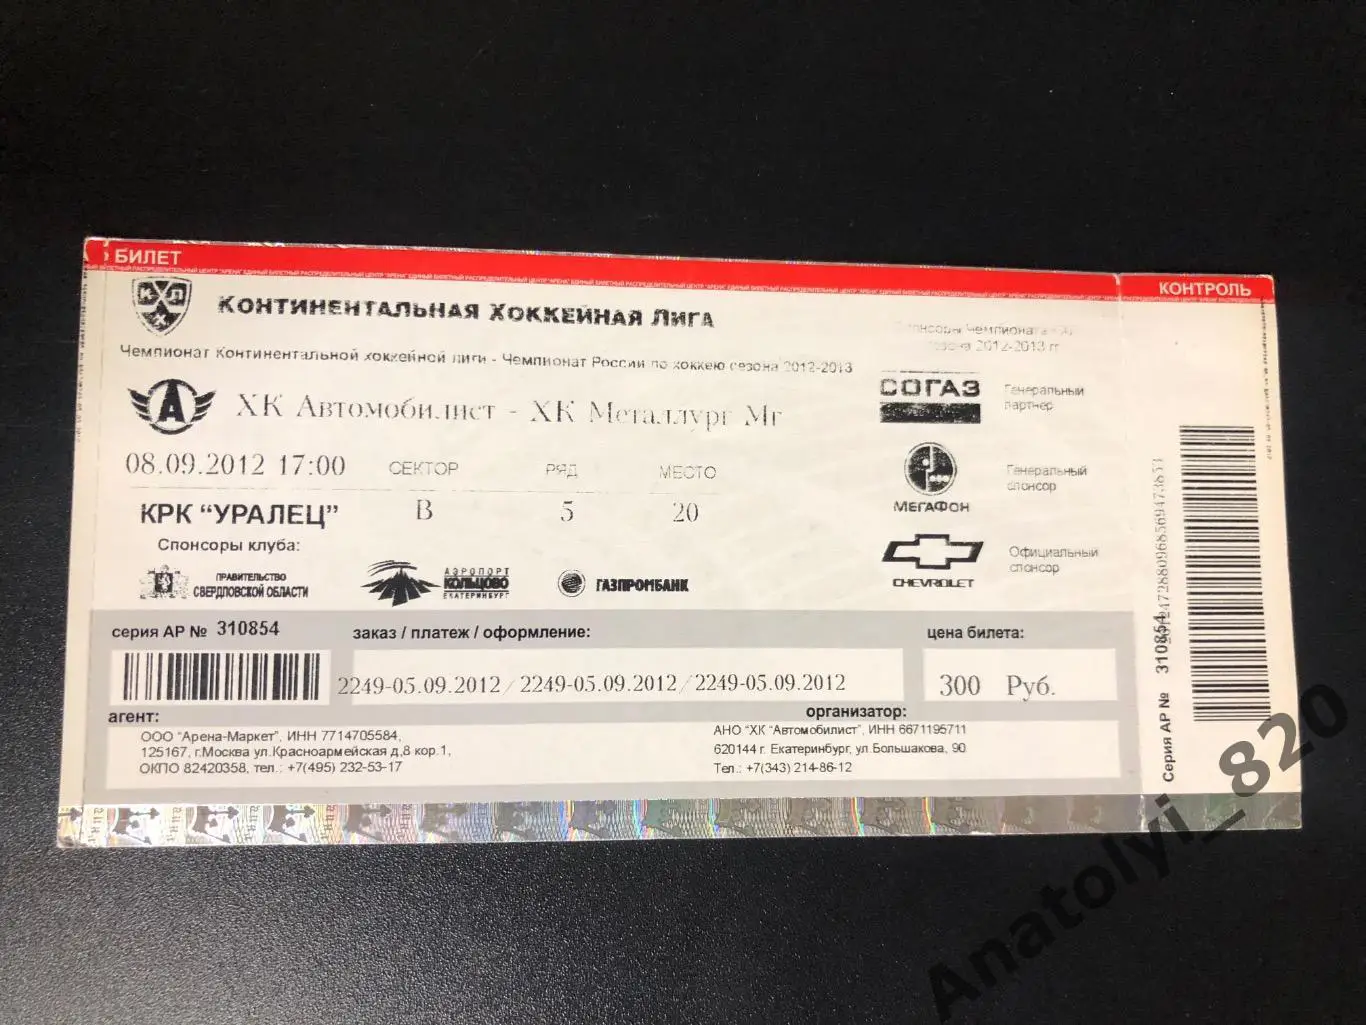 БИЛЕТ
КОНТРОЛЬ
КХЛ
КОНТИНЕНТАЛЬНАЯ ХОККЕЙНАЯ ЛИГА
Чемпионат Континентальной хоккейной лиги - Чемпионат России по хоккею сезона 2012-2013
Спонсоры Чемпионата
2012-2013 гг
А ХК Автомобилист - ХК Металлург Мг
СОГАЗ Генеральный
партнер
08.09.2012 17:00 СЕКТОР РЯД МЕСТО
КРК "УРАЛЕЦ" В 5 20
МЕГАФОН Генеральный
спонсор
Спонсоры клуба:
ПРАВИТЕЛЬСТВО
СВЕРДЛОВСКОЙ ОБЛАСТИ
АЭРОПОРТ
КОЛЬЦОВО
ЕКАТЕРИНБУРГ
ГАЗПРОМБАНК
CHEVROLET Официальный
спонсор
серия АР № 310854 заказ / платеж / оформление: цена билета:
2249-05.09.2012 / 2249-05.09.2012 / 2249-05.09.2012 300 Руб.
агент: организатор:
ООО "Арена-Маркет", ИНН 7714705584,
125167, г.Москва ул.Красноармейская д,8 кор.1,
ОКПО 82420358, тел.: +7(495) 232-53-17
АНО "ХК "Автомобилист", ИНН 6671195711
620144 г. Екатеринбург, ул.Большакова, 90
Тел.: +7(343) 214-86-12
Серия АР № 310854
Anatolyi_820